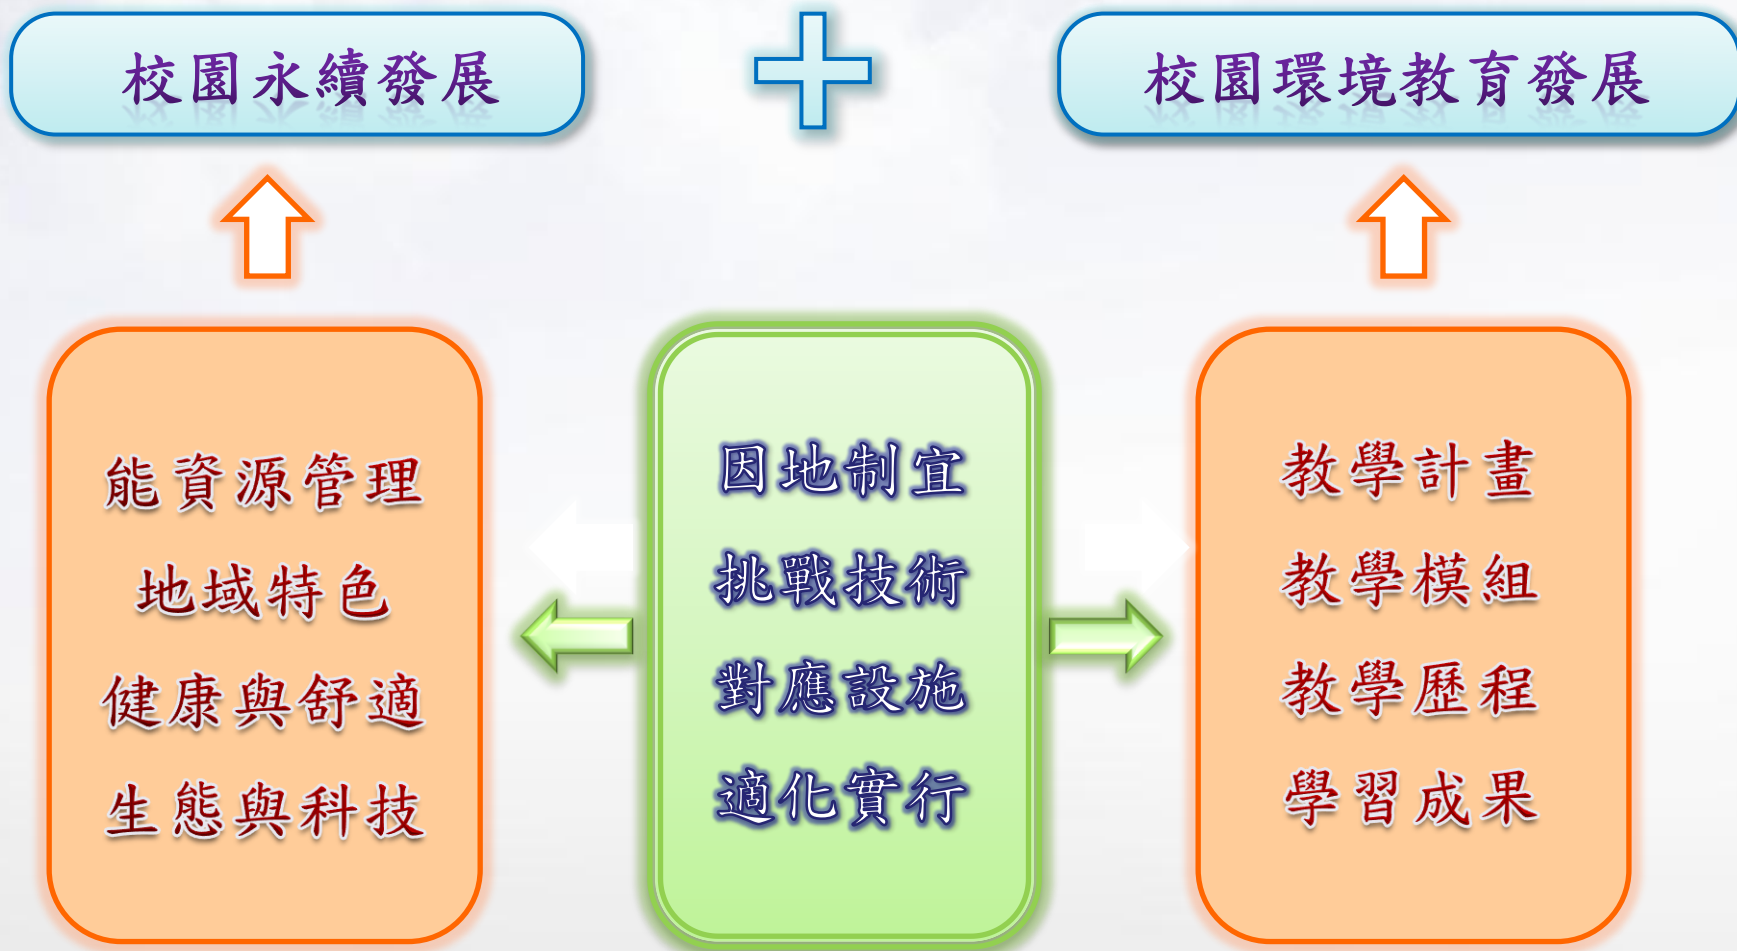 校園永續發展
校園環境教育發展
能資源管理
地域特色
健康與舒適
生態與科技
因地制宜
挑戰技術
對應設施
適化實行
教學計畫
教學模組
教學歷程
學習成果